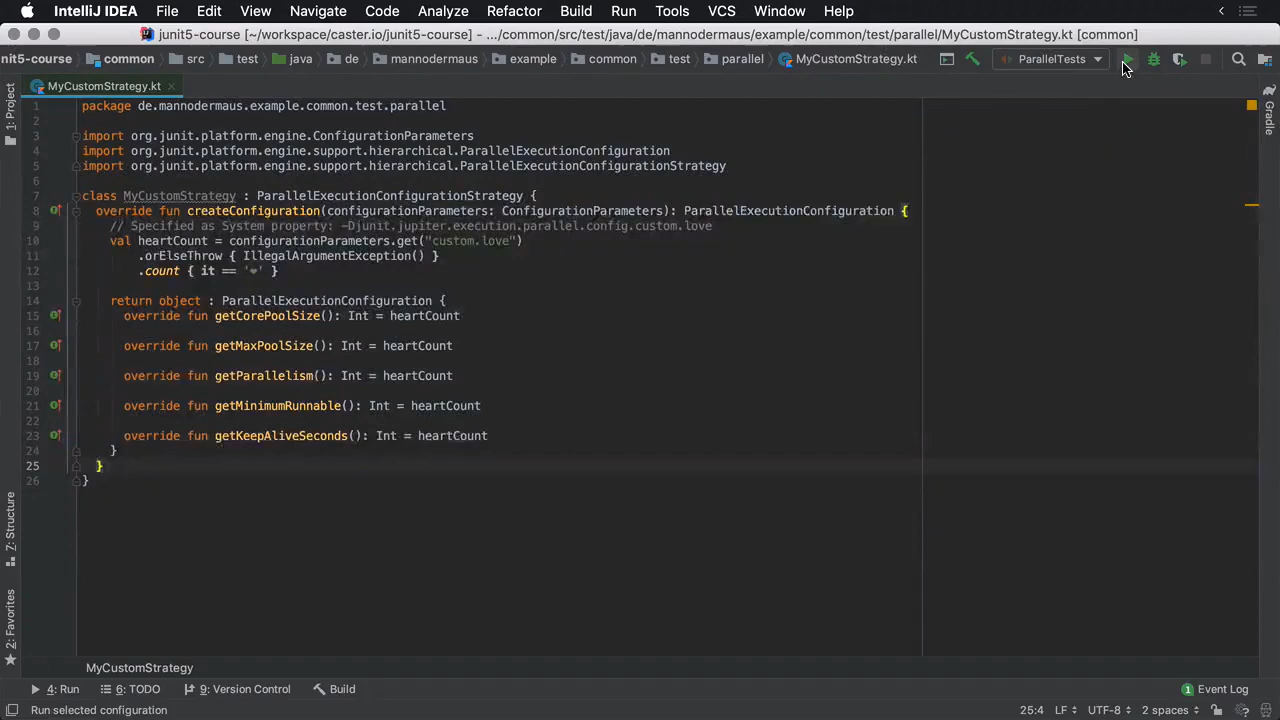 IntelliJ IDEA File Edit View Navigate Code Analyze Refactor Build Run Tools VCS Window Help
junit5-course [~/workspace/caster.io/junit5-course] - .../common/src/test/java/de/mannodermaus/example/common/test/parallel/MyCustomStrategy.kt [common]
nit5-course common src test java de mannodermaus example common test parallel MyCustomStrategy.kt ParallelTests
MyCustomStrategy.kt
1: Project
Gradle
1 package de.mannodermaus.example.common.test.parallel
2
3 import org.junit.platform.engine.ConfigurationParameters
4 import org.junit.platform.engine.support.hierarchical.ParallelExecutionConfiguration
5 import org.junit.platform.engine.support.hierarchical.ParallelExecutionConfigurationStrategy
6
7 class MyCustomStrategy : ParallelExecutionConfigurationStrategy {
8 override fun createConfiguration(configurationParameters: ConfigurationParameters): ParallelExecutionConfiguration {
9 // Specified as System property: -Djunit.jupiter.execution.parallel.config.custom.love
10 val heartCount = configurationParameters.get("custom.love")
11 .orElseThrow { IllegalArgumentException() }
12 .count { it == '❤' }
13
14 return object : ParallelExecutionConfiguration {
15 override fun getCorePoolSize(): Int = heartCount
16
17 override fun getMaxPoolSize(): Int = heartCount
18
19 override fun getParallelism(): Int = heartCount
20
21 override fun getMinimumRunnable(): Int = heartCount
22
23 override fun getKeepAliveSeconds(): Int = heartCount
24 }
25 }
26 }
7: Structure
2: Favorites
MyCustomStrategy
4: Run 6: TODO 9: Version Control Build 1 Event Log
Run selected configuration 25:4 LF UTF-8 2 spaces